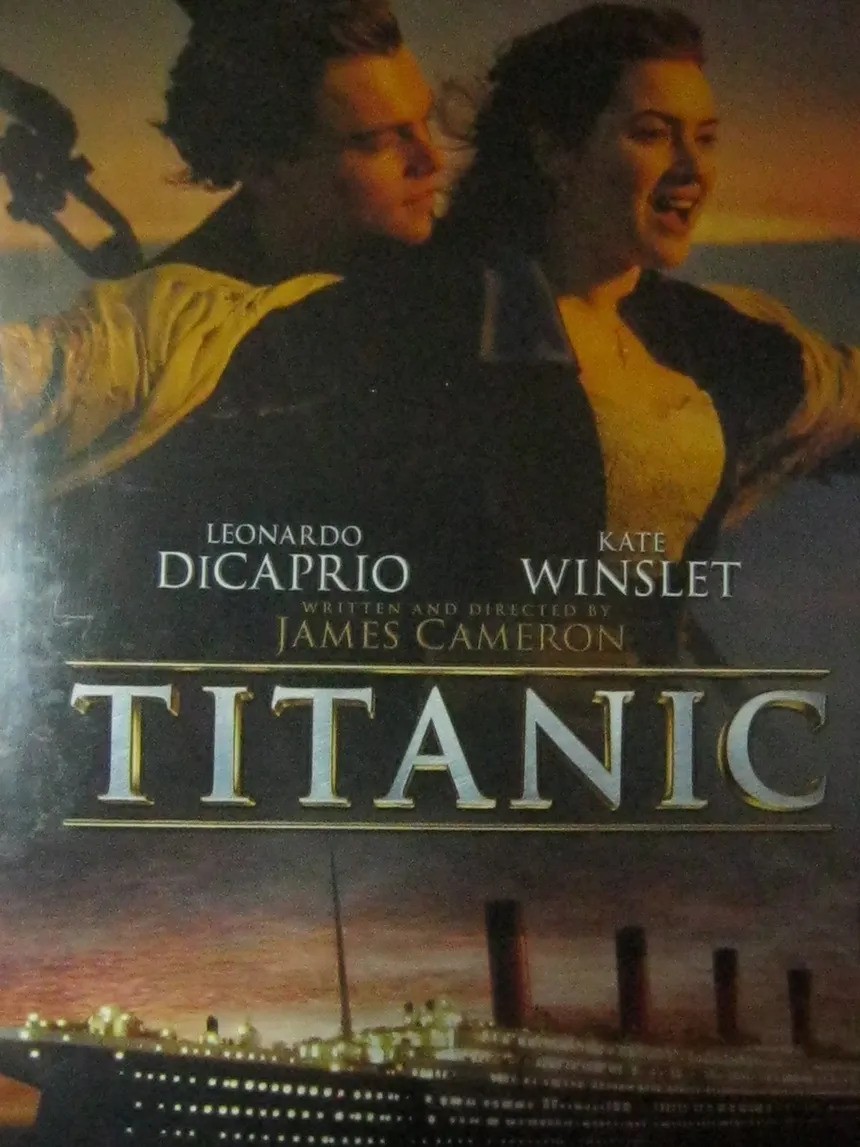 LEONARDO KATE
DICAPRIO WINSLET
WRITTEN AND DIRECTED BY
JAMES CAMERON
TITANIC